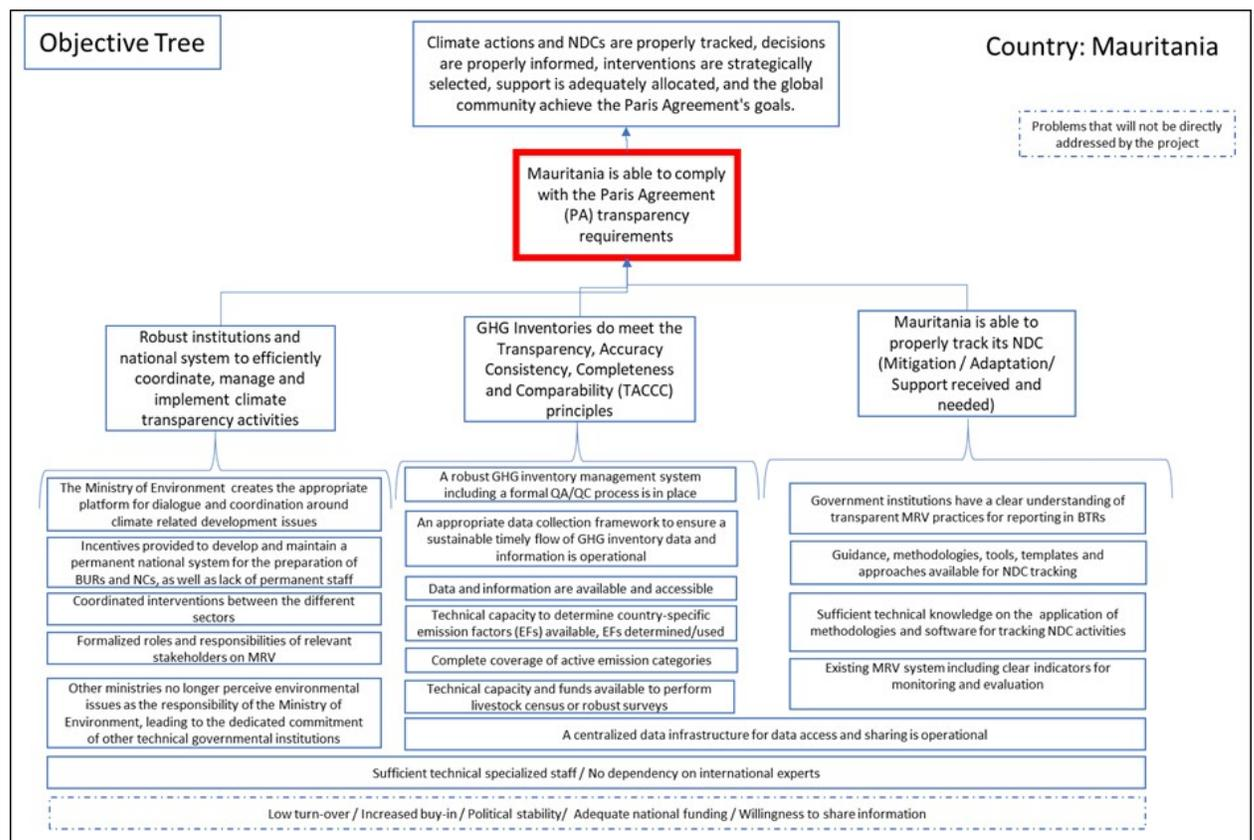 Objective Tree
Climate actions and NDCs are properly tracked, decisions
are properly informed, interventions are strategically
selected, support is adequately allocated, and the global
community achieve the Paris Agreement's goals.
Country: Mauritania
Problems that will not be directly
addressed by the project
Mauritania is able to comply
with the Paris Agreement
(PA) transparency
requirements
Robust institutions and
national system to efficiently
coordinate, manage and
implement climate
transparency activities
GHG Inventories do meet the
Transparency, Accuracy
Consistency, Completeness
and Comparability (TACCC)
principles
Mauritania is able to
properly track its NDC
(Mitigation / Adaptation/
Support received and
needed)
The Ministry of Environment creates the appropriate
platform for dialogue and coordination around
climate related development issues
Incentives provided to develop and maintain a
permanent national system for the preparation of
BURs and NCs, as well as lack of permanent staff
Coordinated interventions between the different
sectors
Formalized roles and responsibilities of relevant
stakeholders on MRV
Other ministries no longer perceive environmental
issues as the responsibility of the Ministry of
Environment, leading to the dedicated commitment
of other technical governmental institutions
A robust GHG inventory management system
including a formal QA/QC process is in place
An appropriate data collection framework to ensure a
sustainable timely flow of GHG inventory data and
information is operational
Data and information are available and accessible
Technical capacity to determine country-specific
emission factors (EFs) available, EFs determined/used
Complete coverage of active emission categories
Technical capacity and funds available to perform
livestock census or robust surveys
Government institutions have a clear understanding of
transparent MRV practices for reporting in BTRs
Guidance, methodologies, tools, templates and
approaches available for NDC tracking
Sufficient technical knowledge on the application of
methodologies and software for tracking NDC activities
Existing MRV system including clear indicators for
monitoring and evaluation
A centralized data infrastructure for data access and sharing is operational
Sufficient technical specialized staff / No dependency on international experts
Low turn-over / Increased buy-in / Political stability/ Adequate national funding / Willingness to share information